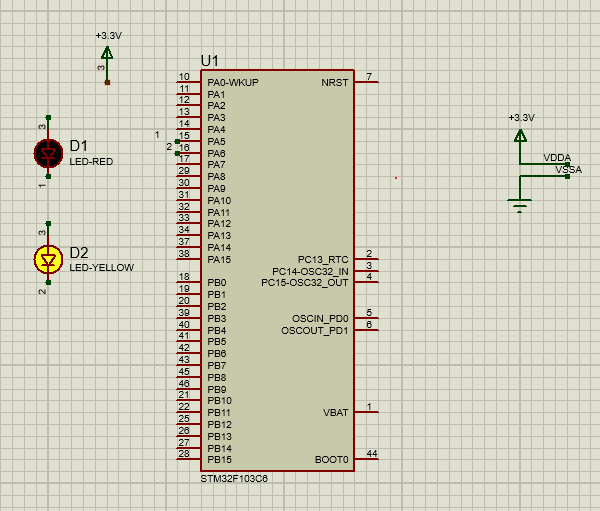 +3.3V
3
3
D1
LED-RED
1
3
D2
LED-YELLOW
2
U1
10 PA0-WKUP NRST 7
11 PA1
12 PA2
13 PA3
14 PA4
1 15 PA5
2 16 PA6
17 PA7
29 PA8
30 PA9
31 PA10
32 PA11
33 PA12
34 PA13
37 PA14
38 PA15 PC13_RTC 2
PC14-OSC32_IN 3
18 PB0 PC15-OSC32_OUT 4
19 PB1
20 PB2
39 PB3 OSCIN_PD0 5
40 PB4 OSCOUT_PD1 6
41 PB5
42 PB6
43 PB7
45 PB8
46 PB9
21 PB10
22 PB11 VBAT 1
25 PB12
26 PB13
27 PB14
28 PB15 BOOT0 44
STM32F103C6
+3.3V
VDDA
VSSA